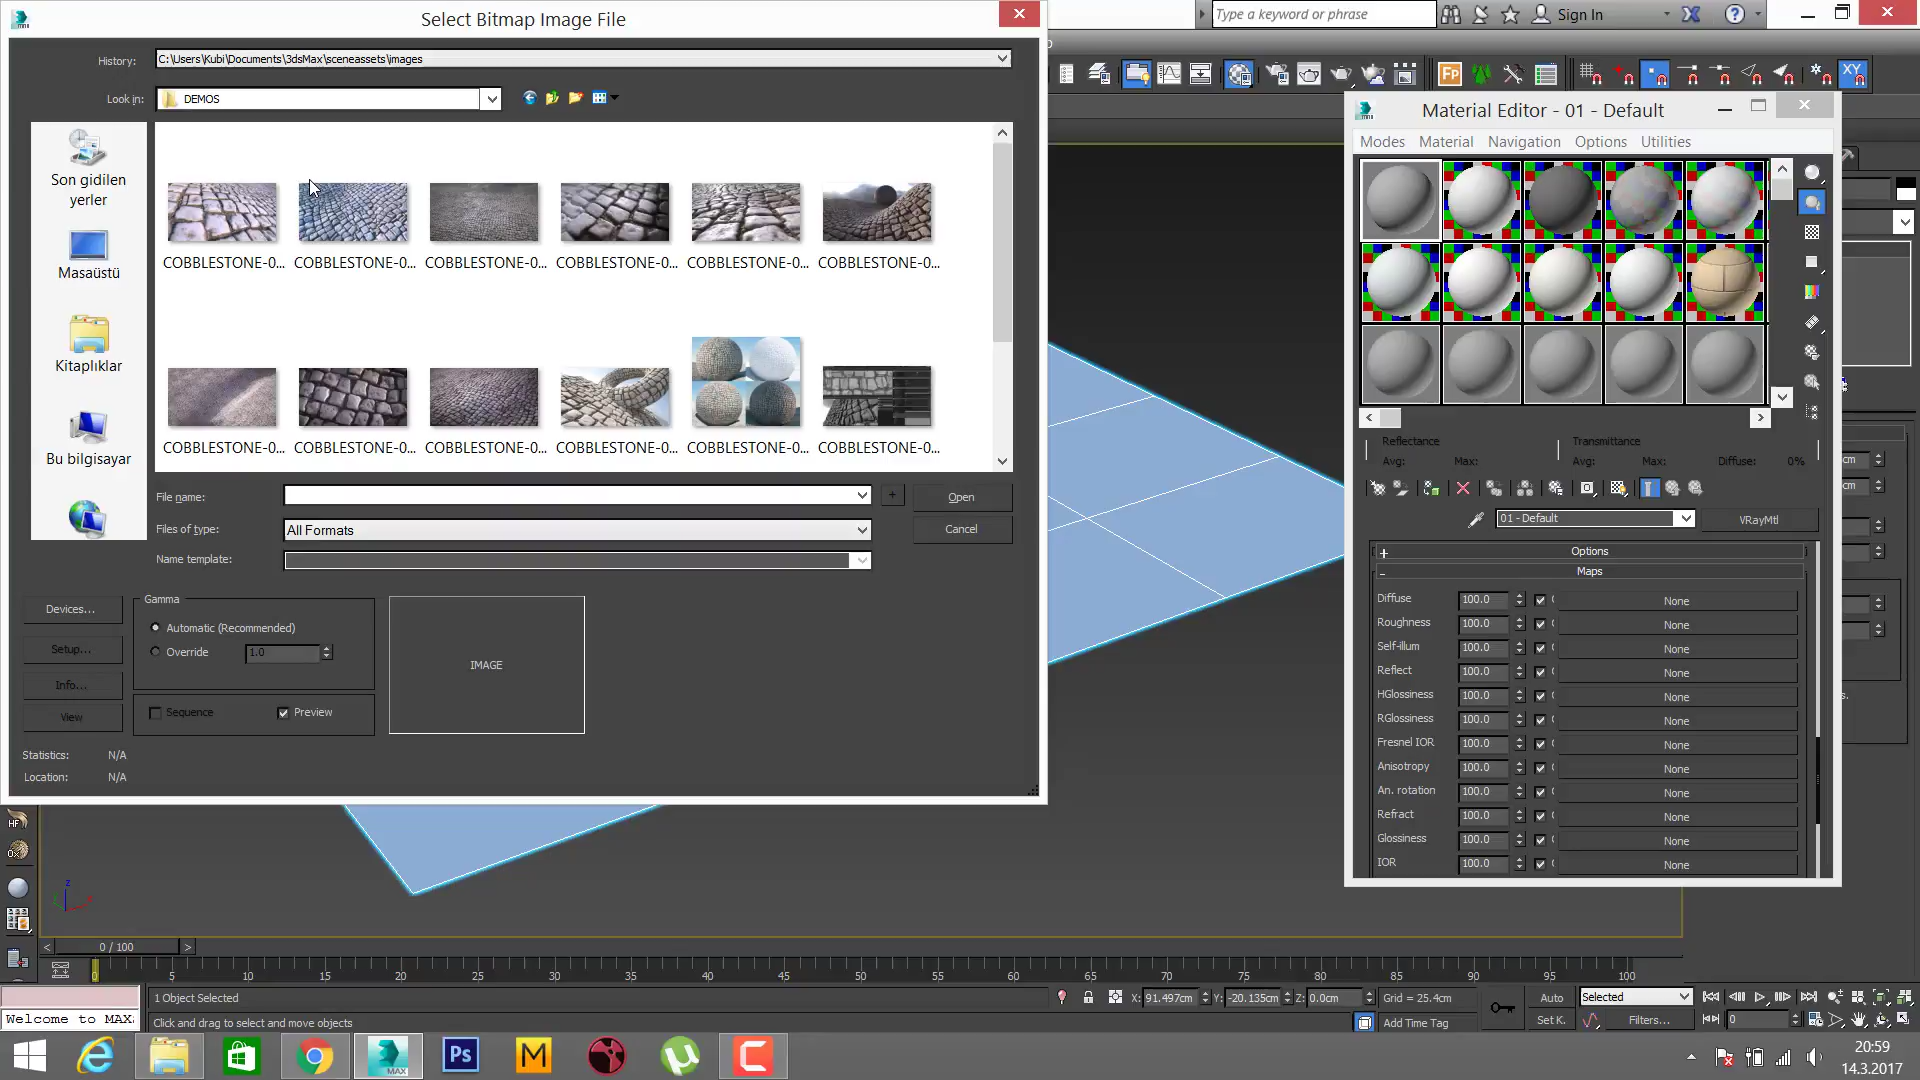 Select Bitmap Image File
Type a keyword or phrase
Sign In
History:
C:\Users\Kubi\Documents\3dsMax\sceneassets\images
Look in:
DEMOS
Son gidilen
yerler
Masaüstü
Kitaplıklar
Bu bilgisayar
COBBLESTONE-0...
COBBLESTONE-0...
COBBLESTONE-0...
COBBLESTONE-0...
COBBLESTONE-0...
COBBLESTONE-0...
COBBLESTONE-0...
COBBLESTONE-0...
COBBLESTONE-0...
COBBLESTONE-0...
COBBLESTONE-0...
COBBLESTONE-0...
File name:
+
Open
Files of type:
All Formats
Cancel
Name template:
Devices...
Setup...
Info...
View
Gamma
Automatic (Recommended)
Override
1.0
Sequence
Preview
IMAGE
Statistics: N/A
Location: N/A
Material Editor - 01 - Default
Modes Material Navigation Options Utilities
Reflectance
Avg: Max:
Transmittance
Avg: Max: Diffuse: 0%
01 - Default
VRayMtl
+ Options
- Maps
Diffuse 100.0 None
Roughness 100.0 None
Self-illum 100.0 None
Reflect 100.0 None
HGlossiness 100.0 None
RGlossiness 100.0 None
Fresnel IOR 100.0 None
Anisotropy 100.0 None
An. rotation 100.0 None
Refract 100.0 None
Glossiness 100.0 None
IOR 100.0 None
0 / 100
0 5 10 15 20 25 30 35 40 45 50 55 60 65 70 75 80 85 90 95 100
1 Object Selected
X: 91.497cm Y: -20.135cm Z: 0.0cm
Grid = 25.4cm
Auto
Selected
Welcome to MAX
Click and drag to select and move objects
Add Time Tag
Set K.
Filters...
0
Fp
XY
HF
MAX
Ps
M
20:59
14.3.2017